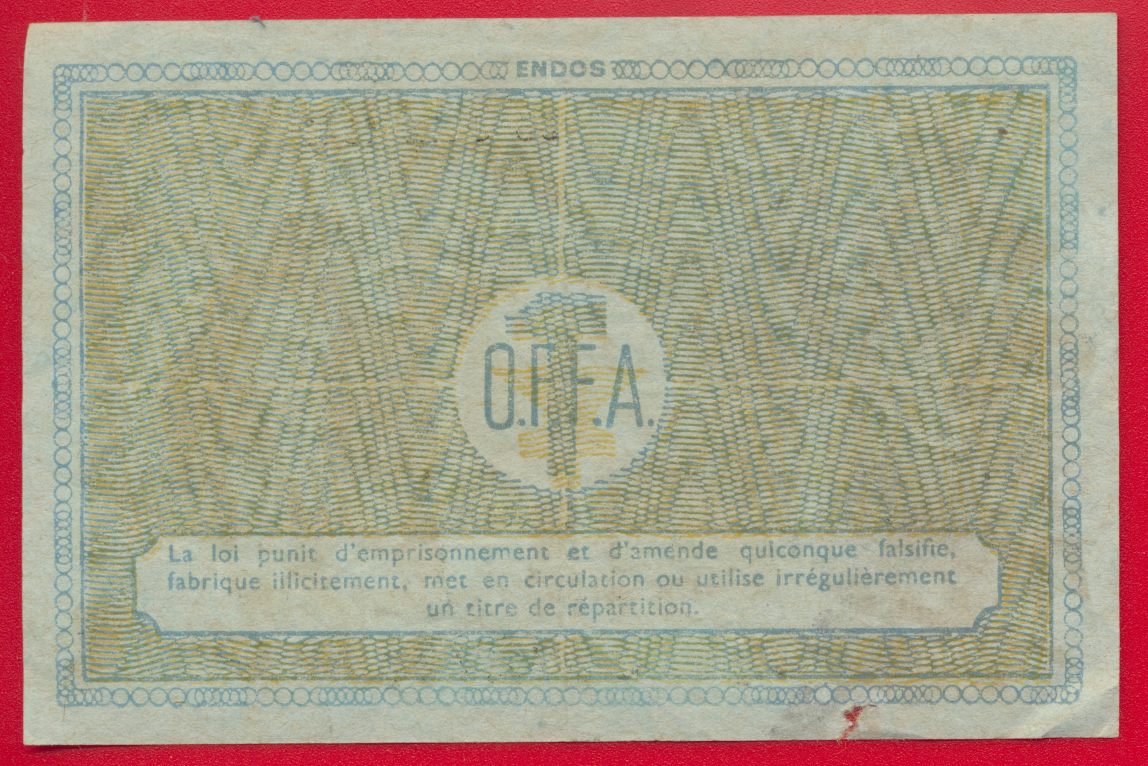 ENDOS
O.F.F.A.
La loi punit d'emprisonnement et d'amende quiconque falsifie,
fabrique illicitement, met en circulation ou utilise irrégulièrement
un titre de répartition.